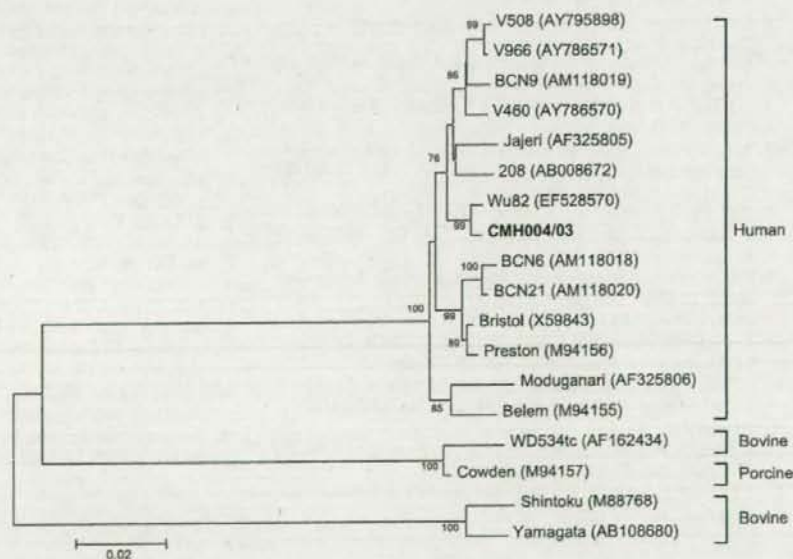 V508 (AY795898)
99
V966 (AY786571)
86
BCN9 (AM118019)
V460 (AY786570)
Jajeri (AF325805)
76
208 (AB008672)
Wu82 (EF528570)
99
CMH004/03
Human
BCN6 (AM118018)
100
BCN21 (AM118020)
100
99
Bristol (X59843)
89
Preston (M94156)
Moduganari (AF325806)
85
Belem (M94155)
WD534tc (AF162434)
Bovine
100
Cowden (M94157)
Porcine
Shintoku (M88768)
100
Bovine
Yamagata (AB108680)
0.02